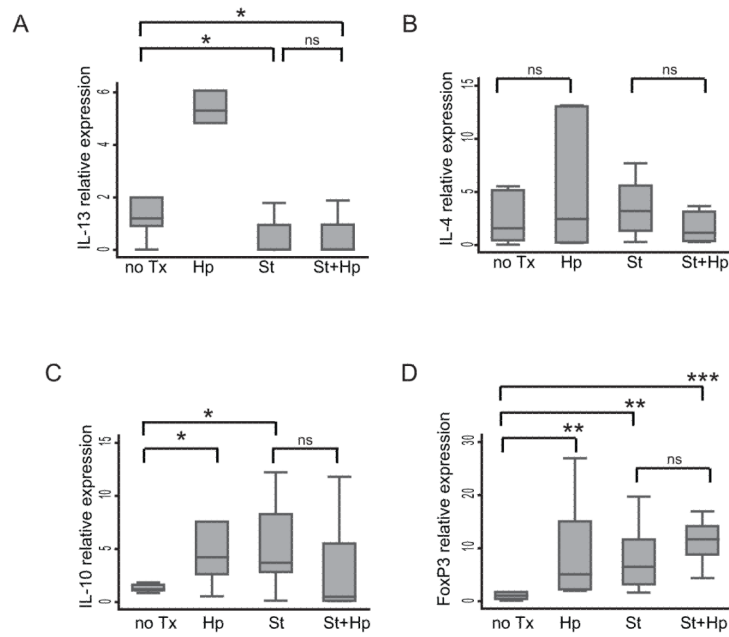 A
*
*
ns
IL-13 relative expression
6
4
2
0
no Tx Hp St St+Hp
B
ns ns
IL-4 relative expression
15
10
5
0
no Tx Hp St St+Hp
C
*
*
ns
IL-10 relative expression
15
10
5
0
no Tx Hp St St+Hp
D
***
**
**
ns
FoxP3 relative expression
30
20
10
0
no Tx Hp St St+Hp